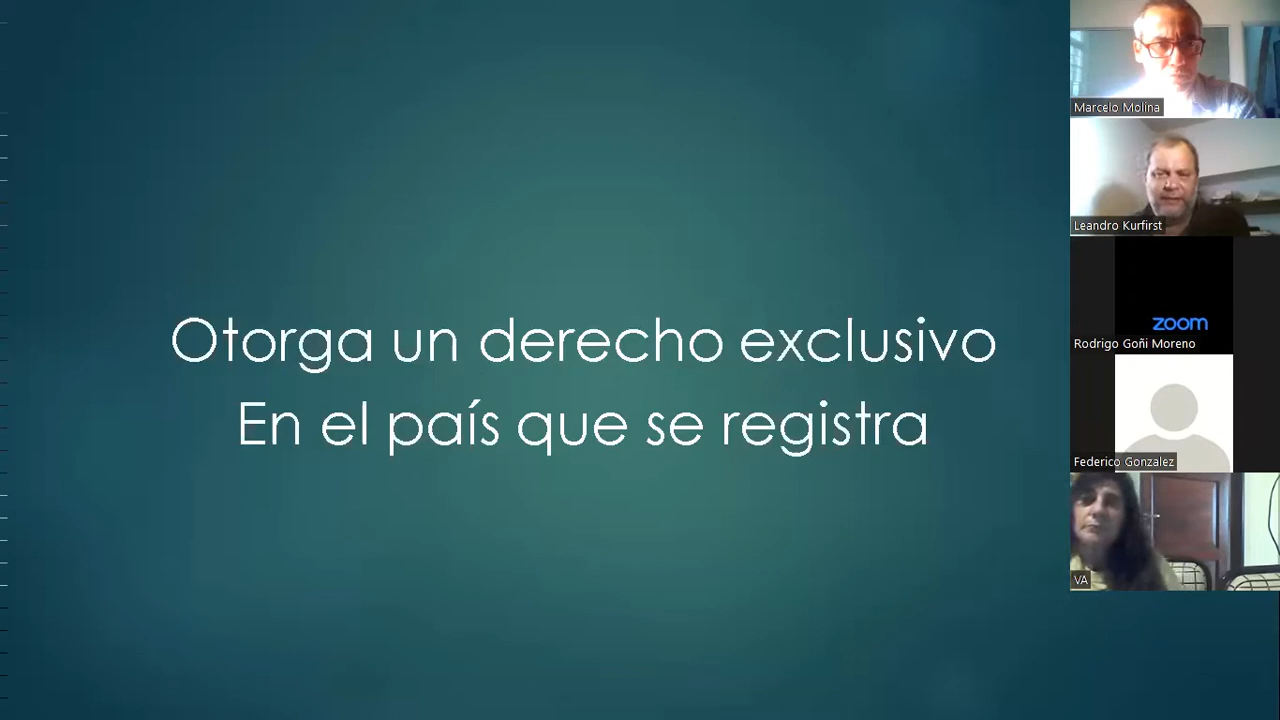 Otorga un derecho exclusivo
En el país que se registra
Marcelo Molina
Leandro Kurfirst
zoom
Rodrigo Goñi Moreno
Federico Gonzalez
VA